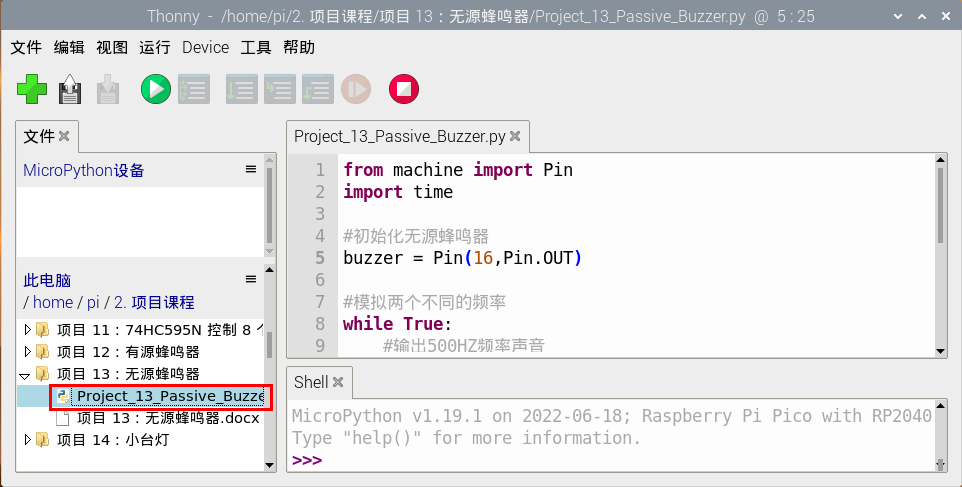 Thonny - /home/pi/2. 项目课程/项目 13：无源蜂鸣器/Project_13_Passive_Buzzer.py @ 5 : 25
文件 编辑 视图 运行 Device 工具 帮助
文件
MicroPython设备
此电脑
/ home / pi / 2. 项目课程
项目 11：74HC595N 控制 8
项目 12：有源蜂鸣器
项目 13：无源蜂鸣器
Project_13_Passive_Buzze
项目 13：无源蜂鸣器.docx
项目 14：小台灯
Project_13_Passive_Buzzer.py
1 from machine import Pin
2 import time
3
4 #初始化无源蜂鸣器
5 buzzer = Pin(16,Pin.OUT)
6
7 #模拟两个不同的频率
8 while True:
9 #输出500HZ频率声音
Shell
MicroPython v1.19.1 on 2022-06-18; Raspberry Pi Pico with RP2040
Type "help()" for more information.
>>>